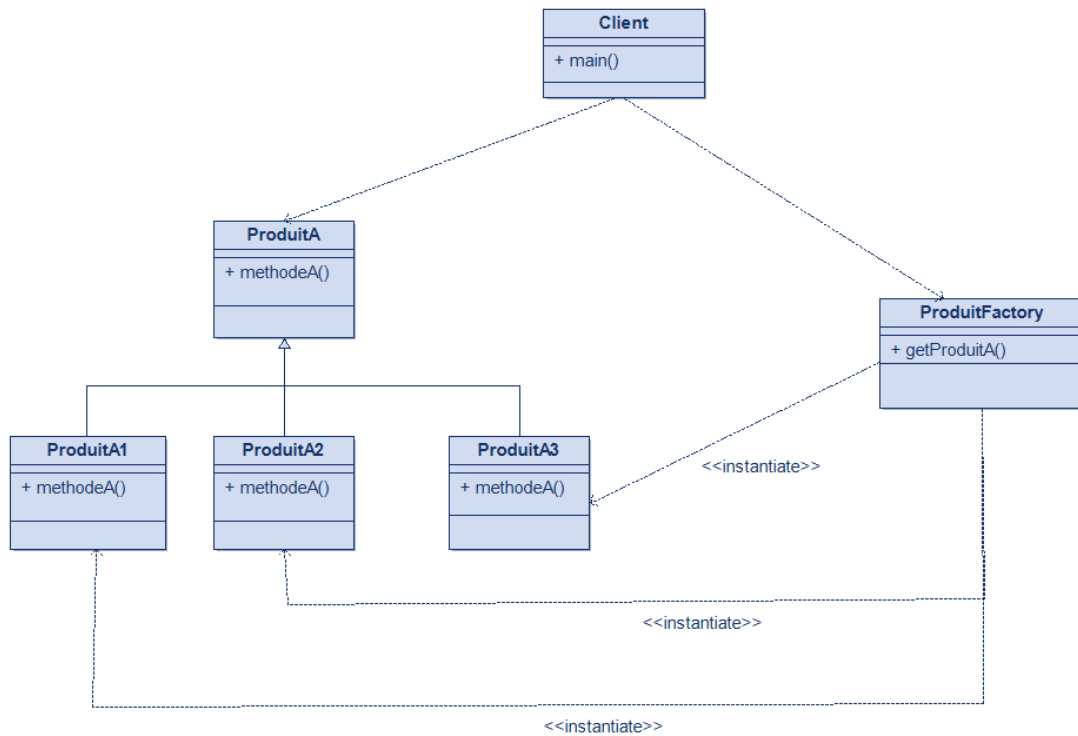 Client
+ main()
ProduitA
+ methodeA()
ProduitFactory
+ getProduitA()
ProduitA1
+ methodeA()
ProduitA2
+ methodeA()
ProduitA3
+ methodeA()
<<instantiate>>
<<instantiate>>
<<instantiate>>